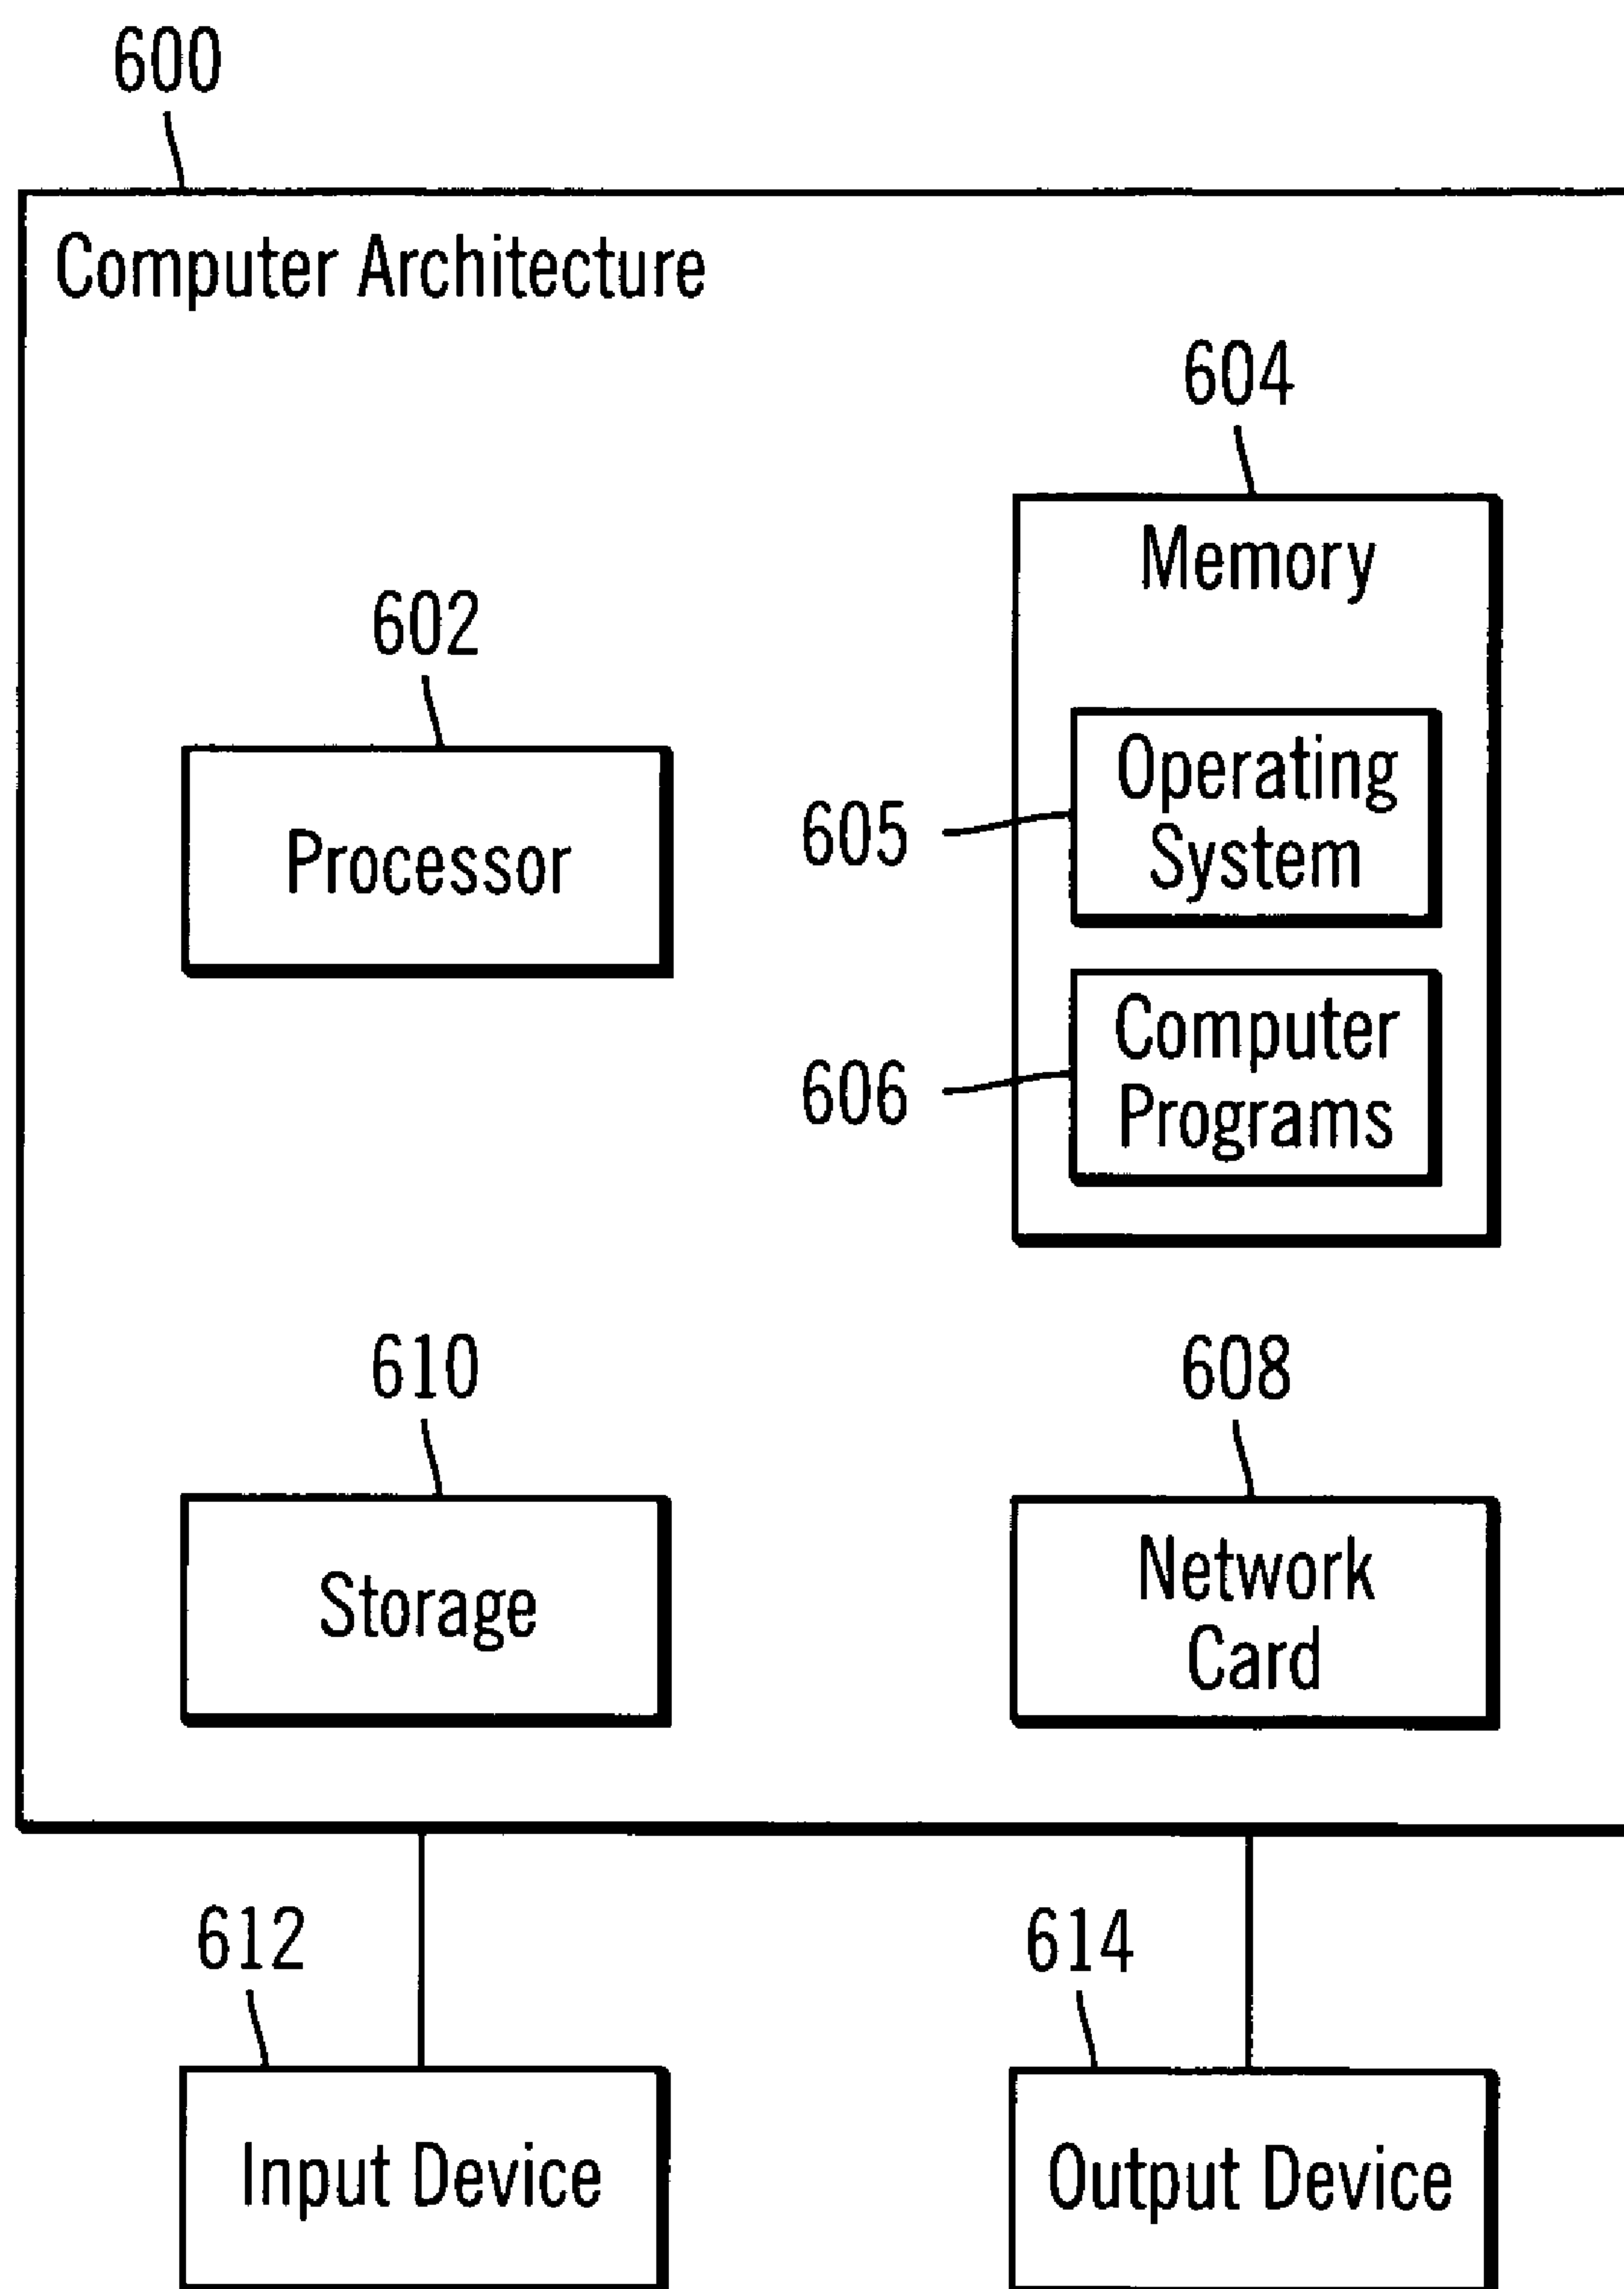 600
Computer Architecture
604
Memory
602
Processor
605
Operating
System
606
Computer
Programs
610
Storage
608
Network
Card
612
Input Device
614
Output Device